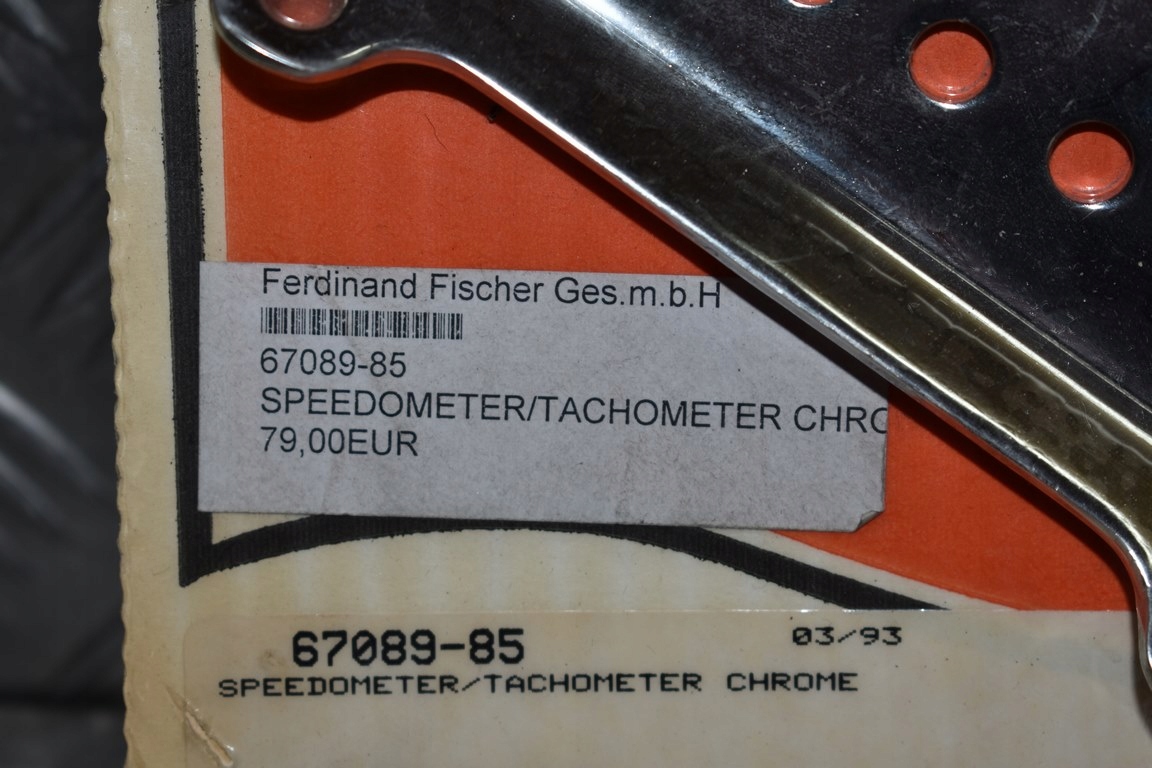 Ferdinand Fischer Ges.m.b.H
67089-85
SPEEDOMETER/TACHOMETER CHRO
79,00EUR
67089-85 03/93
SPEEDOMETER/TACHOMETER CHROME